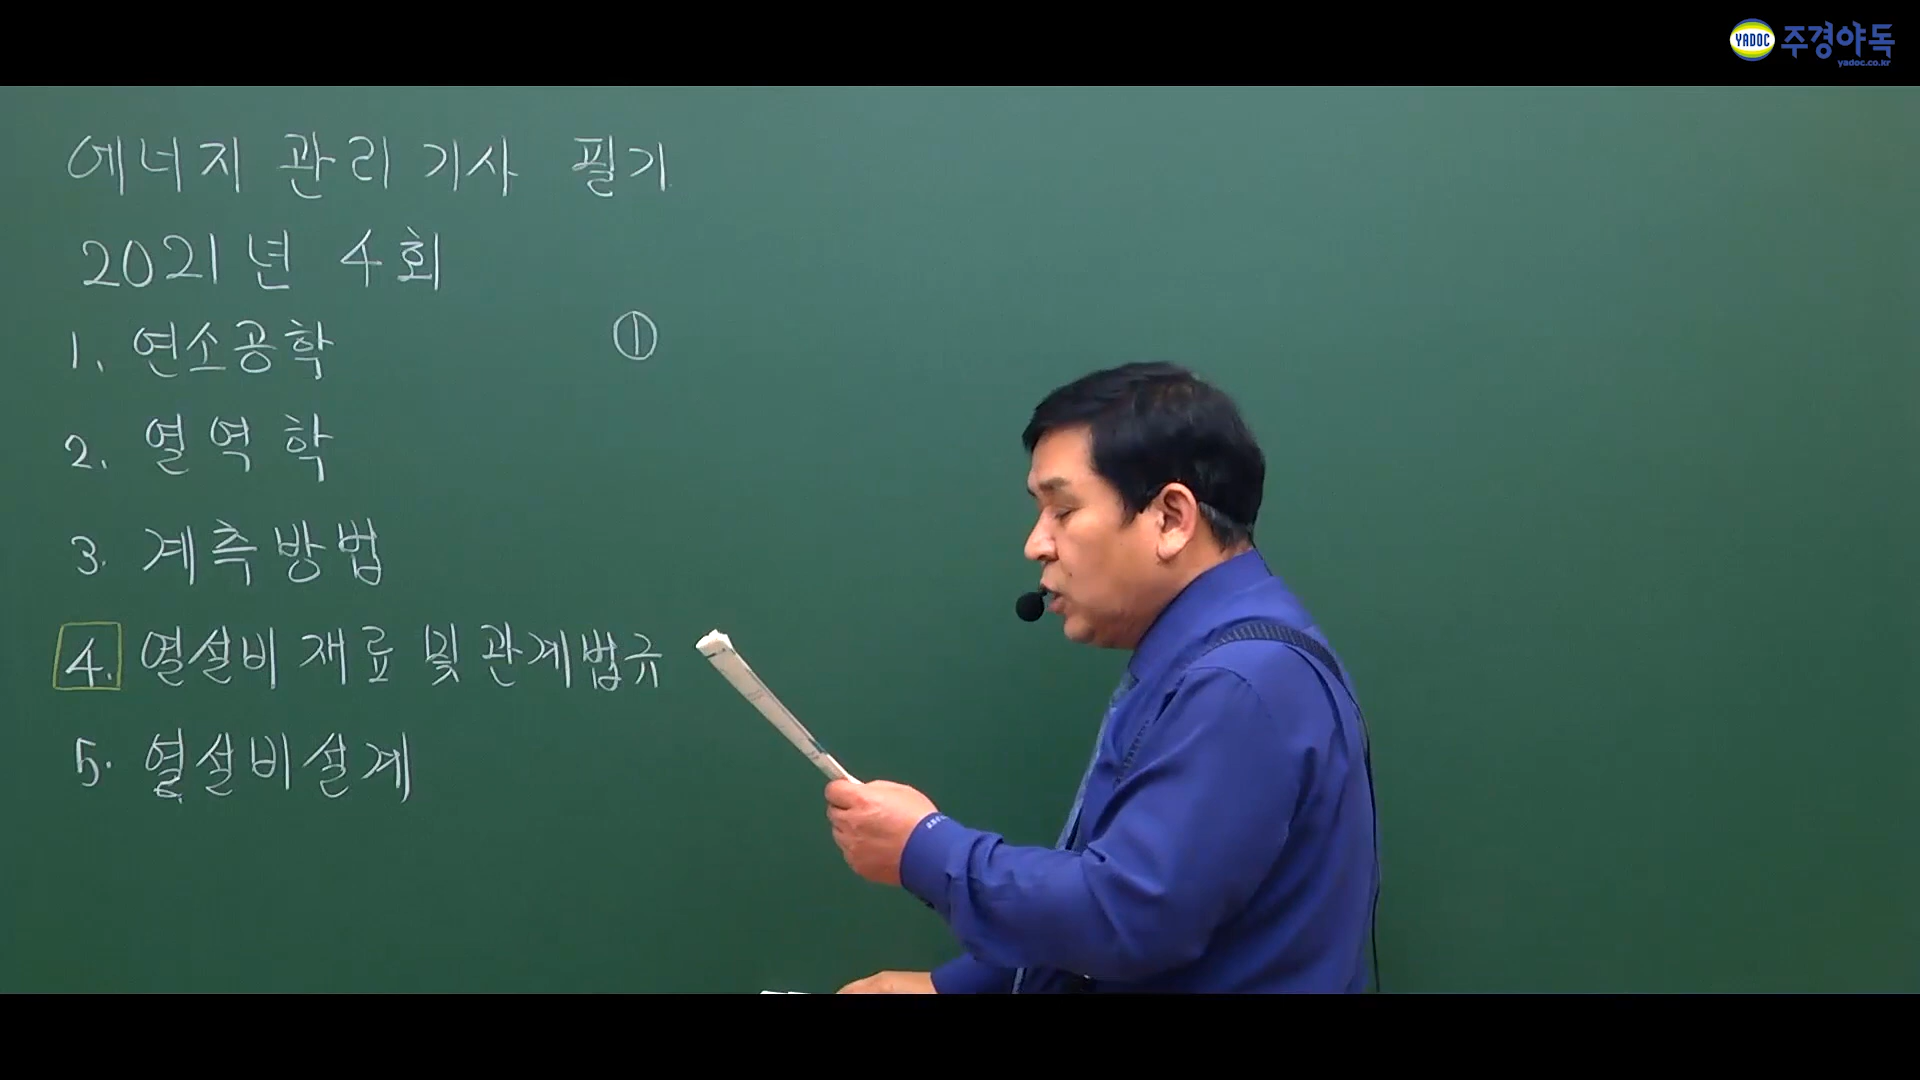 YADOC 주경야독
yadoc.co.kr
에너지 관리 기사 필기
2021년 4회
1. 연소공학 ①
2. 열역학
3. 계측방법
4. 열설비 재료 및 관계법규
5. 열설비설계